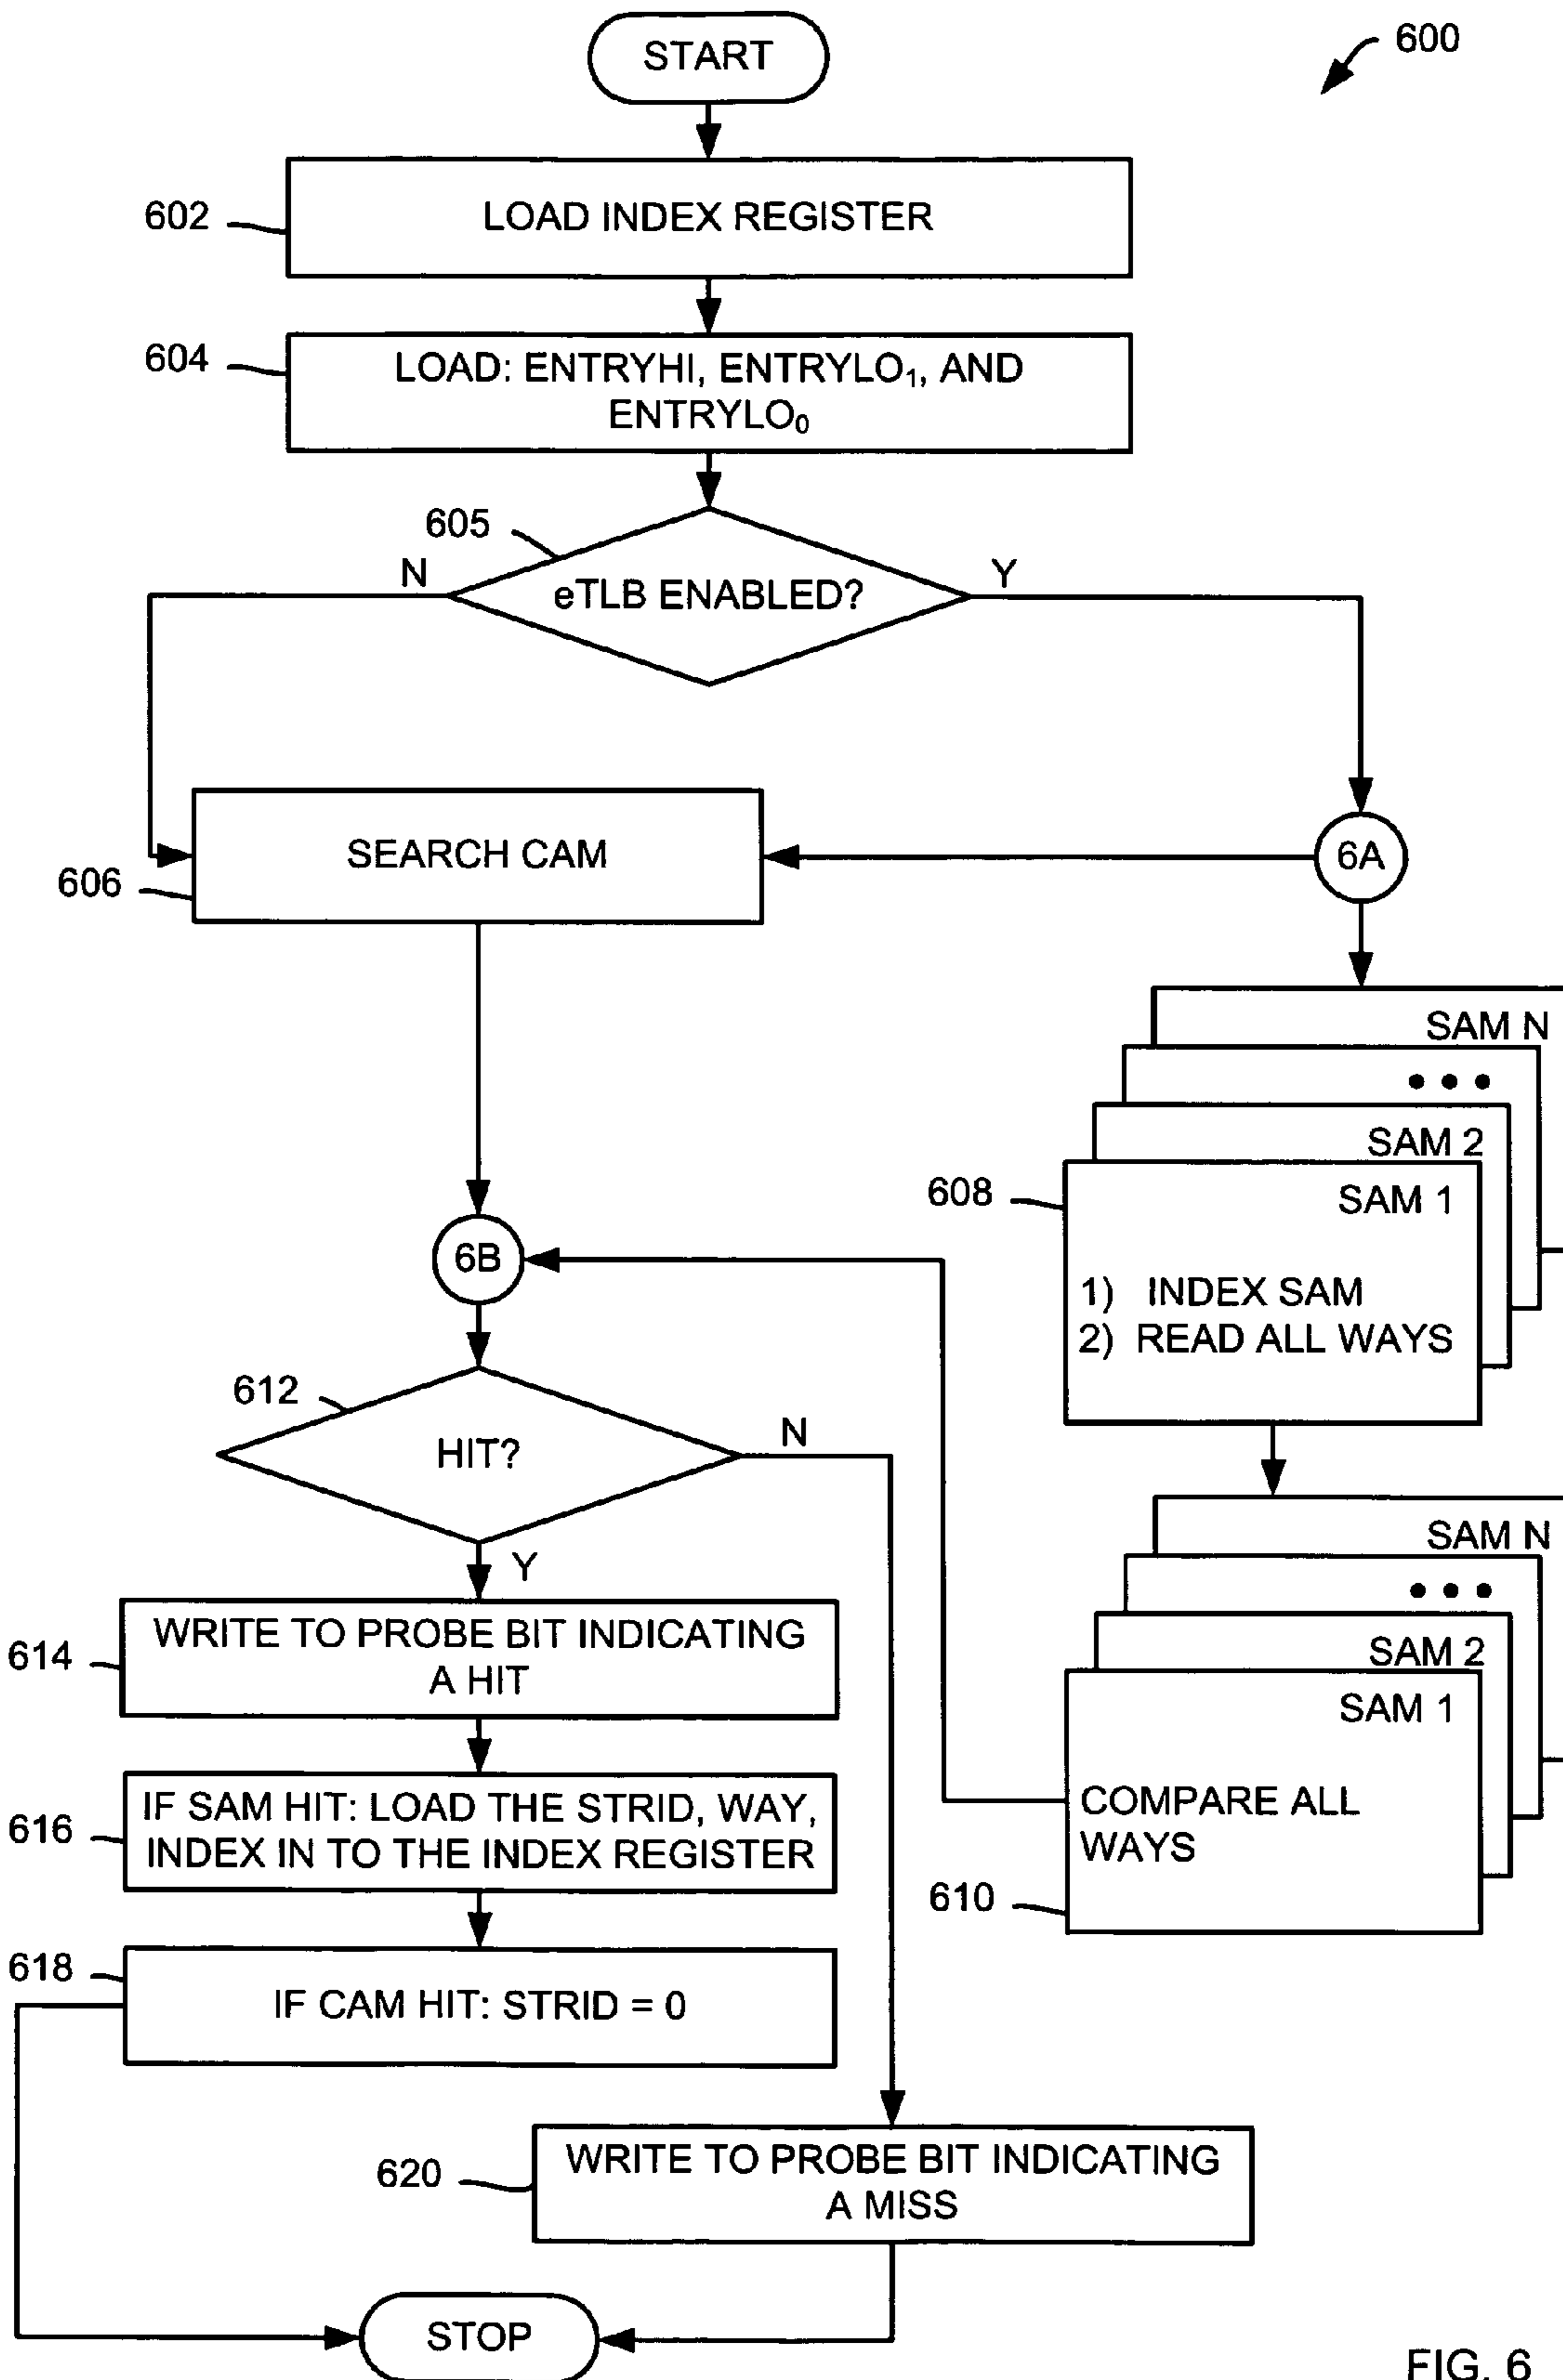 START
600
602
LOAD INDEX REGISTER
604
LOAD: ENTRYHI, ENTRYLO₁, AND
ENTRYLO₀
605
N
eTLB ENABLED?
Y
SEARCH CAM
606
6A
SAM N
• • •
SAM 2
608
SAM 1
1) INDEX SAM
2) READ ALL WAYS
6B
612
HIT?
N
Y
SAM N
• • •
SAM 2
SAM 1
COMPARE ALL
WAYS
610
614
WRITE TO PROBE BIT INDICATING
A HIT
616
IF SAM HIT: LOAD THE STRID, WAY,
INDEX IN TO THE INDEX REGISTER
618
IF CAM HIT: STRID = 0
620
WRITE TO PROBE BIT INDICATING
A MISS
STOP
FIG. 6